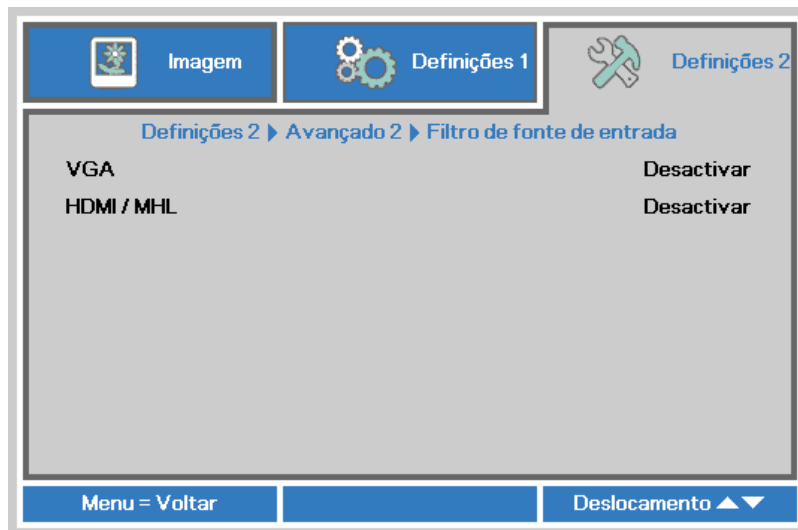 Imagem
Definições 1
Definições 2
Definições 2 Avançado 2 Filtro de fonte de entrada
VGA Desactivar
HDMI / MHL Desactivar
Menu = Voltar Deslocamento ▲▼